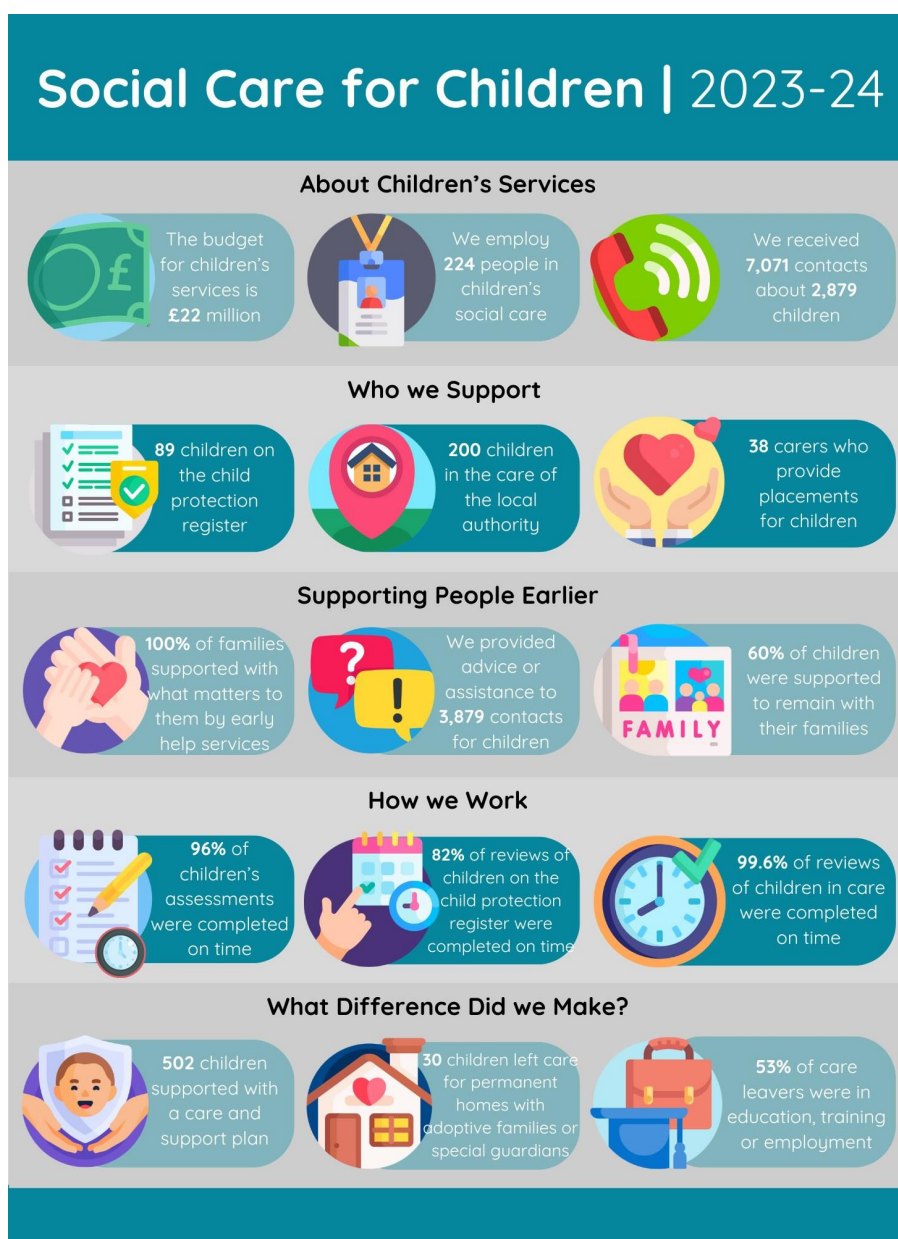 Social Care for Children | 2023-24
About Children's Services
The budget
for children's
services is
£22 million
We employ
224 people in
children's
social care
We received
7,071 contacts
about 2,879
children
Who we Support
89 children on
the child
protection
register
200 children
in the care of
the local
authority
38 carers who
provide
placements
for children
Supporting People Earlier
100% of families
supported with
what matters to
them by early
help services
We provided
advice or
assistance to
3,879 contacts
for children
FAMILY
60% of children
were supported
to remain with
their families
How we Work
96% of
children's
assessments
were completed
on time
82% of reviews of
children on the
child protection
register were
completed on time
99.6% of reviews
of children in care
were completed
on time
What Difference Did we Make?
502 children
supported with
a care and
support plan
30 children left care
for permanent
homes with
adoptive families or
special guardians
53% of care
leavers were in
education, training
or employment